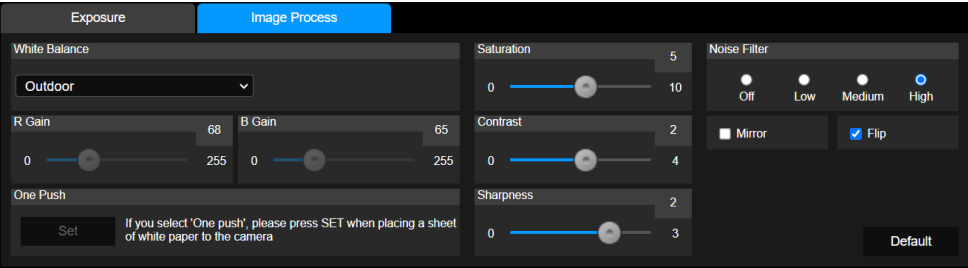 Exposure
Image Process
White Balance
Outdoor
R Gain
68
0
255
B Gain
65
0
255
One Push
Set
If you select 'One push', please press SET when placing a sheet
of white paper to the camera
Saturation
5
0
10
Contrast
2
0
4
Sharpness
2
0
3
Noise Filter
Off
Low
Medium
High
Mirror
Flip
Default